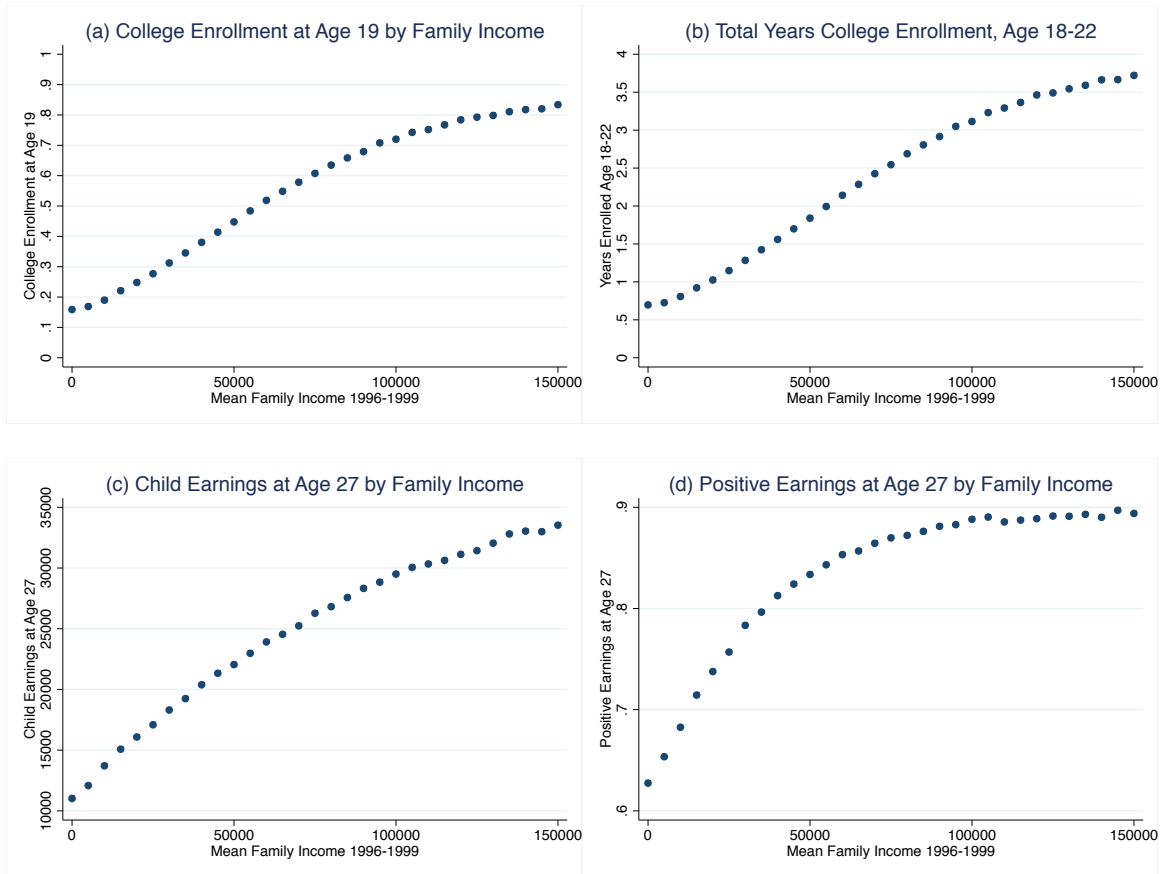 (a) College Enrollment at Age 19 by Family Income
College Enrollment at Age 19
1
.9
.8
.7
.6
.5
.4
.3
.2
.1
0
0 50000 100000 150000
Mean Family Income 1996-1999
(b) Total Years College Enrollment, Age 18-22
Years Enrolled Age 18-22
4
3.5
3
2.5
2
1.5
1
.5
0
0 50000 100000 150000
Mean Family Income 1996-1999
(c) Child Earnings at Age 27 by Family Income
Child Earnings at Age 27
35000
30000
25000
20000
15000
10000
0 50000 100000 150000
Mean Family Income 1996-1999
(d) Positive Earnings at Age 27 by Family Income
Positive Earnings at Age 27
.9
.8
.7
.6
0 50000 100000 150000
Mean Family Income 1996-1999